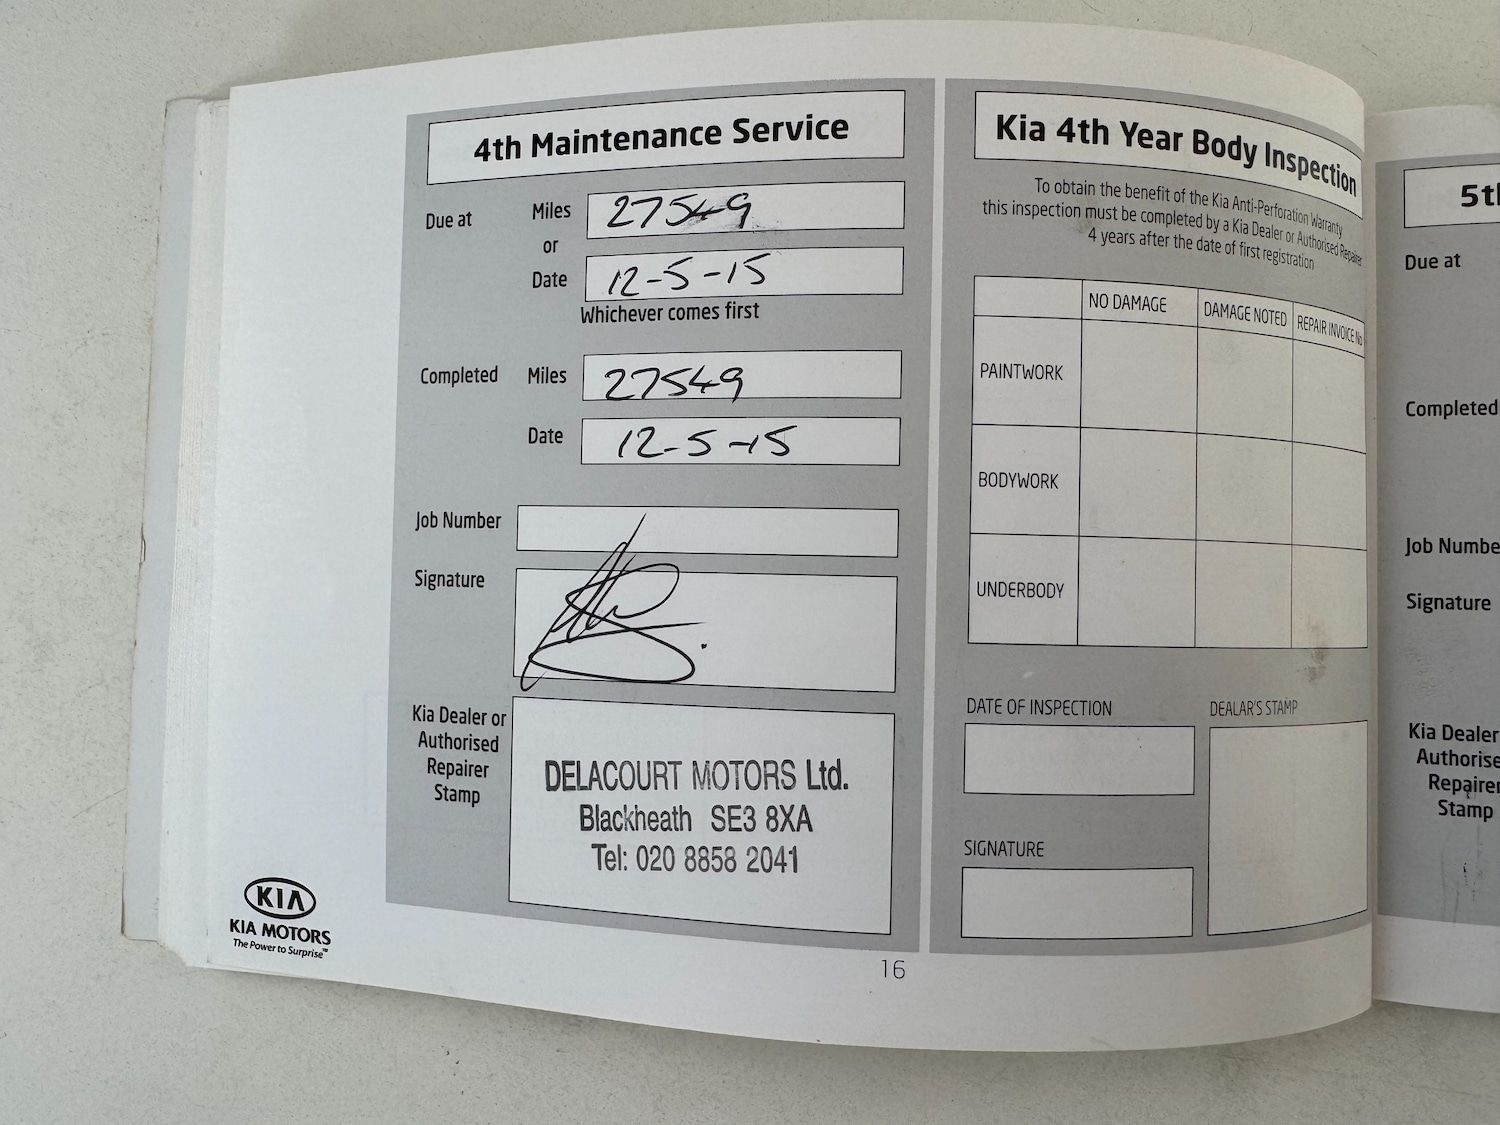 4th Maintenance Service
Due at
Miles
27549
or
Date
12-5-15
Whichever comes first
Completed
Miles
27549
Date
12-5-15
Job Number
Signature
Kia Dealer or
Authorised
Repairer
Stamp
DELACOURT MOTORS Ltd.
Blackheath SE3 8XA
Tel: 020 8858 2041
KIA
KIA MOTORS
The Power to Surprise™
16
Kia 4th Year Body Inspection
To obtain the benefit of the Kia Anti-Perforation Warranty
this inspection must be completed by a Kia Dealer or Authorised Repairer
4 years after the date of first registration
NO DAMAGE
DAMAGE NOTED
REPAIR INVOICE No
PAINTWORK
BODYWORK
UNDERBODY
DATE OF INSPECTION
DEALAR'S STAMP
SIGNATURE
5t
Due at
Completed
Job Numbe
Signature
Kia Dealer
Authorise
Repairer
Stamp